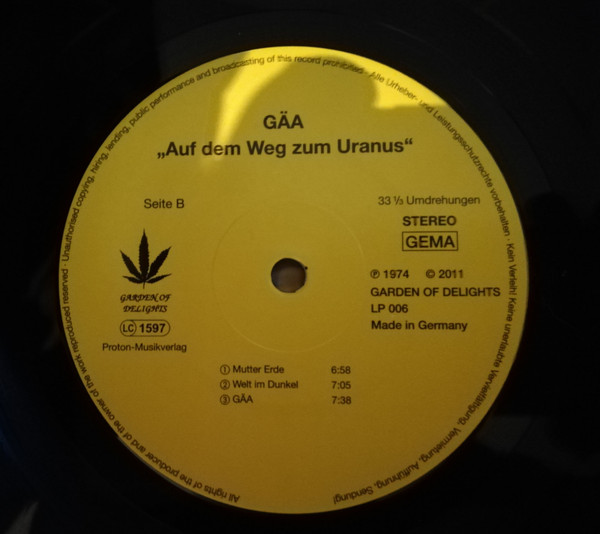 GÄA
„Auf dem Weg zum Uranus“
Seite B
33 ⅓ Umdrehungen
STEREO
GEMA
GARDEN OF
DELIGHTS
LC 1597
Proton-Musikverlag
℗ 1974 © 2011
GARDEN OF DELIGHTS
LP 006
Made in Germany
① Mutter Erde 6:58
② Welt im Dunkel 7:05
③ GÄA 7:38
All rights of the producer and of the owner of the work reproduced reserved · Unauthorised copying, hiring, lending, public performance and broadcasting of this record prohibited · Alle Urheber- und Leistungsschutzrechte vorbehalten · Kein Verleih! Keine unerlaubte Vervielfältigung, Vermietung, Aufführung, Sendung!